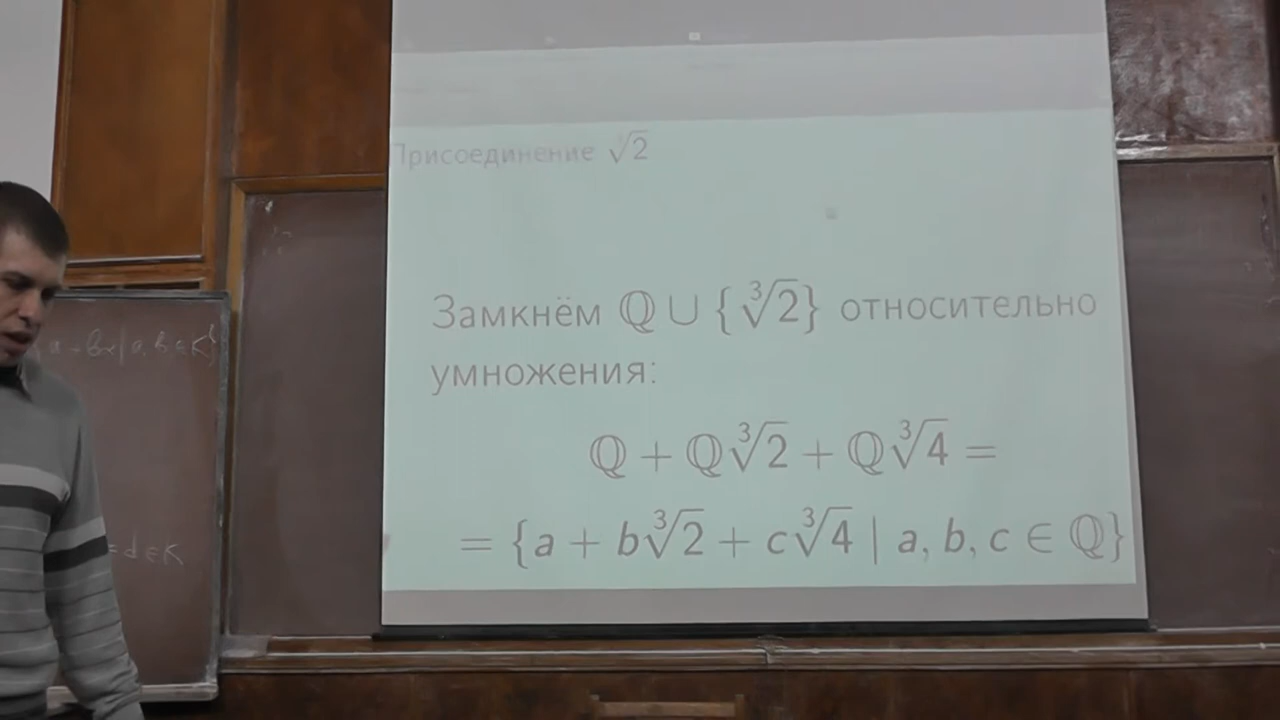 Присоединение ∛2
Замкнём ℚ ∪ {∛2} относительно
умножения:
ℚ + ℚ∛2 + ℚ∛4 =
= {a + b∛2 + c∛4 | a, b, c ∈ ℚ}
= d ∈ K